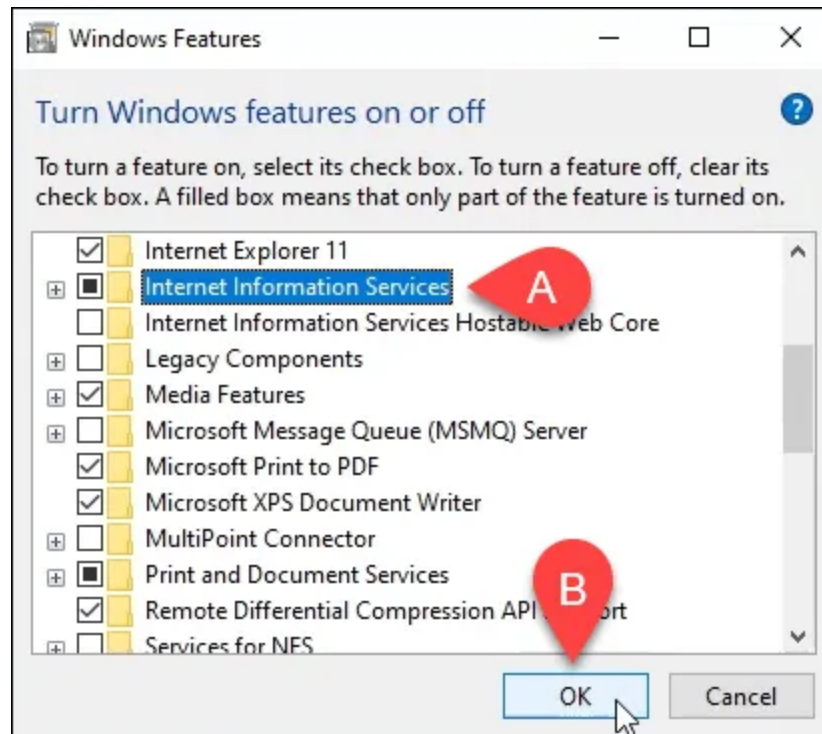 Windows Features
Turn Windows features on or off
?
To turn a feature on, select its check box. To turn a feature off, clear its
check box. A filled box means that only part of the feature is turned on.
Internet Explorer 11
Internet Information Services
A
Internet Information Services Hostable Web Core
Legacy Components
Media Features
Microsoft Message Queue (MSMQ) Server
Microsoft Print to PDF
Microsoft XPS Document Writer
MultiPoint Connector
Print and Document Services
B
Remote Differential Compression API
Services for NFS
OK
Cancel